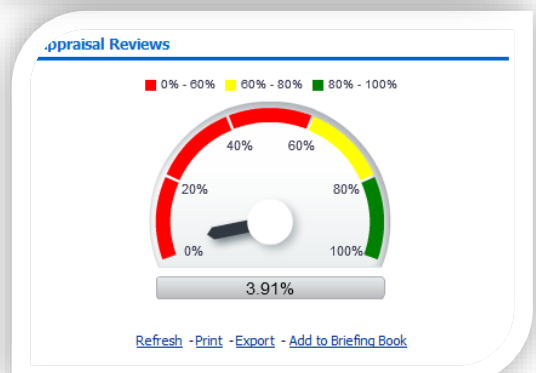 ppraisal Reviews
0% - 60% 60% - 80% 80% - 100%
40% 60%
20% 80%
0% 100%
3.91%
Refresh - Print - Export - Add to Briefing Book